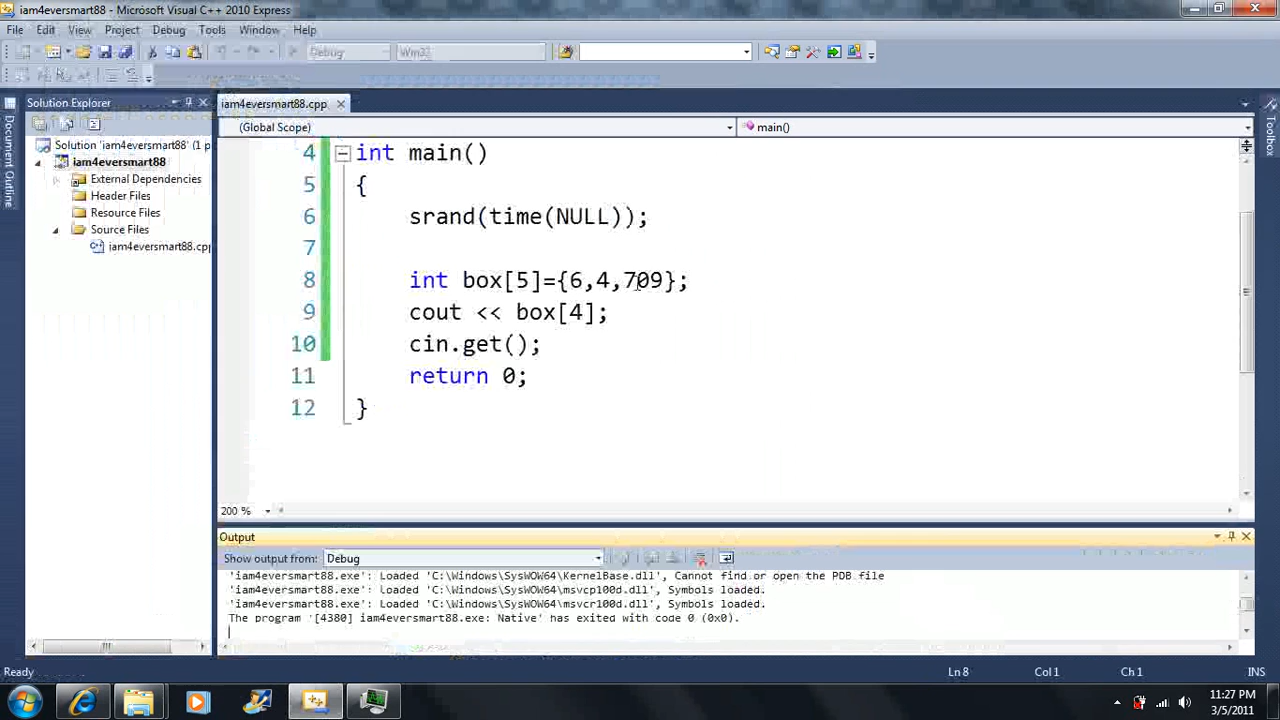 iam4eversmart88 - Microsoft Visual C++ 2010 Express
File Edit View Project Debug Tools Window Help
Debug Win32
Solution Explorer
iam4eversmart88.cpp
(Global Scope) main()
Document Outline
Toolbox
Solution 'iam4eversmart88' (1 p
iam4eversmart88
External Dependencies
Header Files
Resource Files
Source Files
iam4eversmart88.cpp
4 int main()
5 {
6 srand(time(NULL));
7
8 int box[5]={6,4,709};
9 cout << box[4];
10 cin.get();
11 return 0;
12 }
200 %
Output
Show output from: Debug
'iam4eversmart88.exe': Loaded 'C:\Windows\SysWOW64\KernelBase.dll', Cannot find or open the PDB file
'iam4eversmart88.exe': Loaded 'C:\Windows\SysWOW64\msvcp100d.dll', Symbols loaded.
'iam4eversmart88.exe': Loaded 'C:\Windows\SysWOW64\msvcr100d.dll', Symbols loaded.
The program '[4380] iam4eversmart88.exe: Native' has exited with code 0 (0x0).
Ready Ln 8 Col 1 Ch 1 INS
11:27 PM
3/5/2011